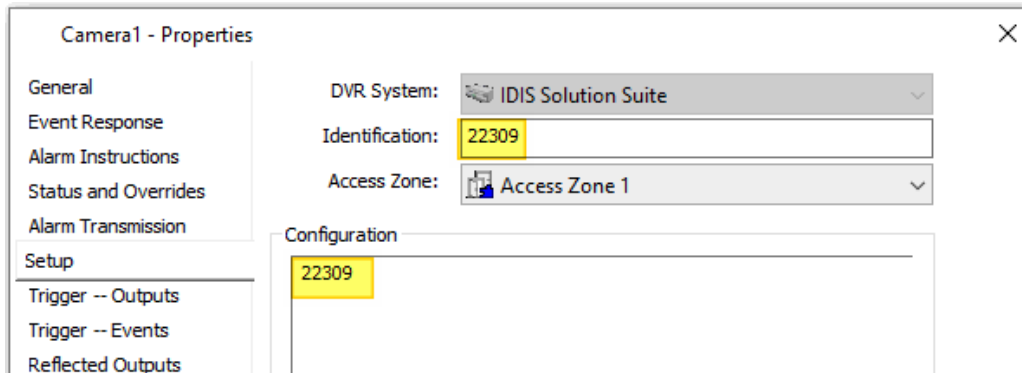 Camera1 - Properties
General
Event Response
Alarm Instructions
Status and Overrides
Alarm Transmission
Setup
Trigger -- Outputs
Trigger -- Events
Reflected Outputs
DVR System: IDIS Solution Suite
Identification: 22309
Access Zone: Access Zone 1
Configuration
22309